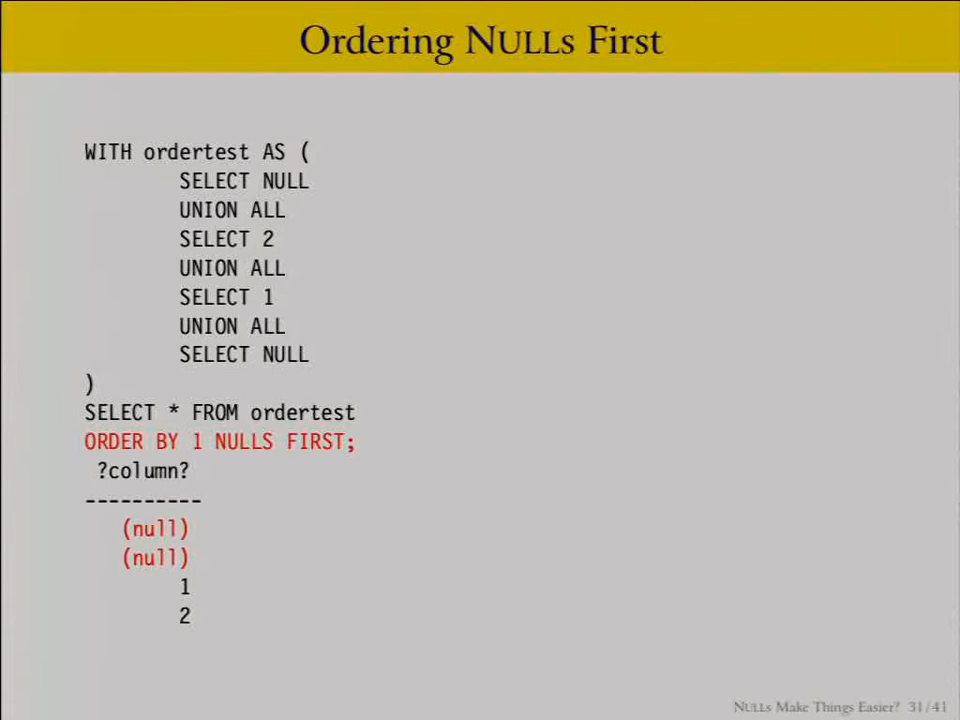 Ordering NULLs First
WITH ordertest AS (
SELECT NULL
UNION ALL
SELECT 2
UNION ALL
SELECT 1
UNION ALL
SELECT NULL
)
SELECT * FROM ordertest
ORDER BY 1 NULLS FIRST;
?column?
----------
(null)
(null)
1
2
NULLs Make Things Easier? 31/41